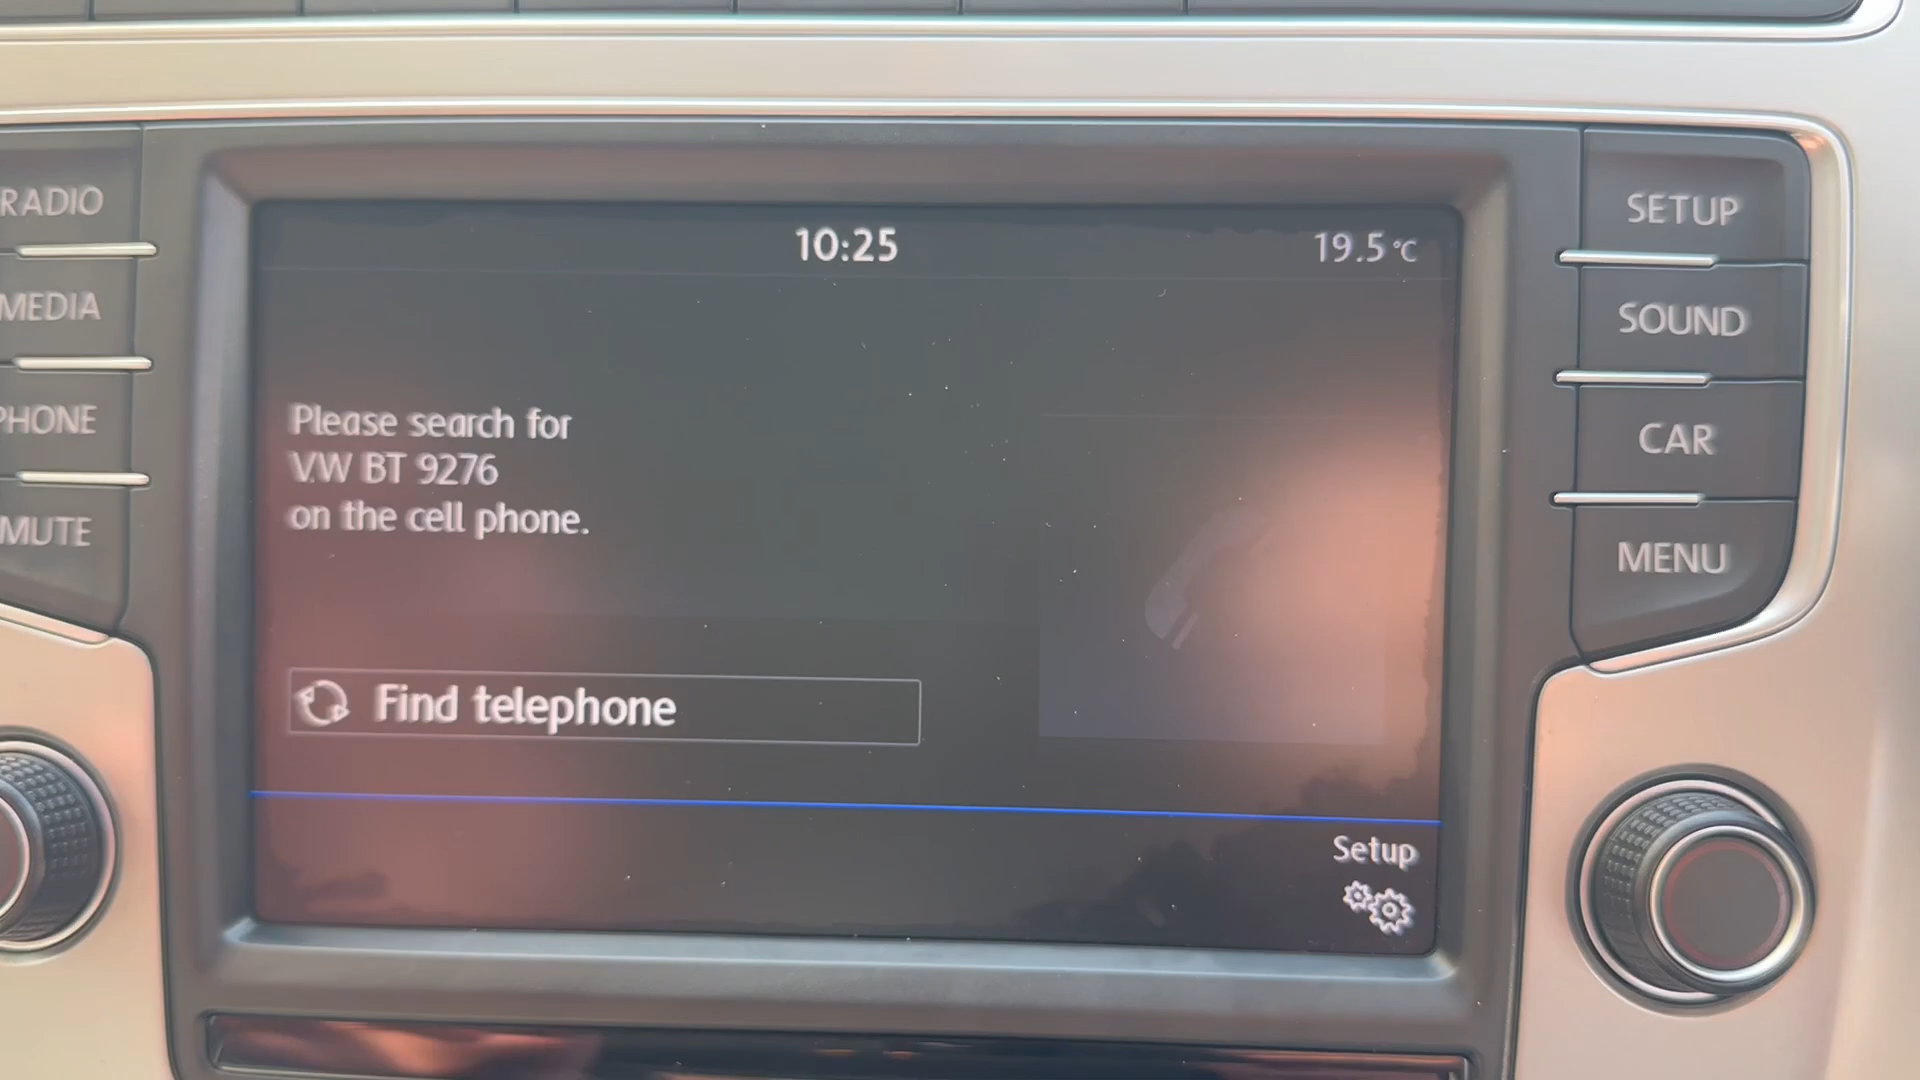 10:25
19.5 °C
RADIO
MEDIA
PHONE
MUTE
Please search for
VW BT 9276
on the cell phone.
Find telephone
Setup
SETUP
SOUND
CAR
MENU